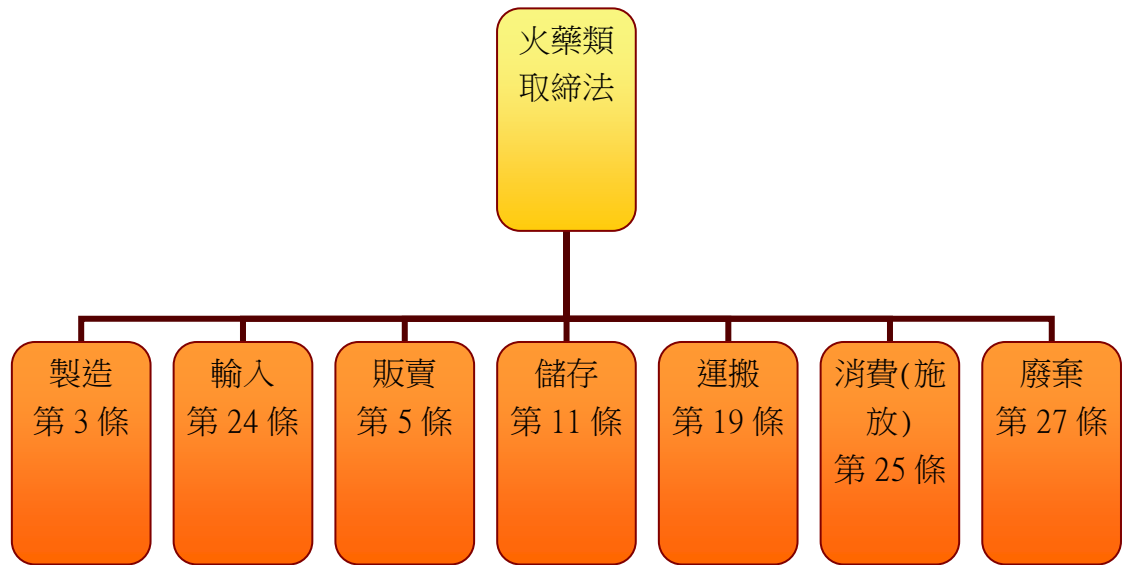 火藥類
取締法
製造
第 3 條
輸入
第 24 條
販賣
第 5 條
儲存
第 11 條
運搬
第 19 條
消費(施
放)
第 25 條
廢棄
第 27 條